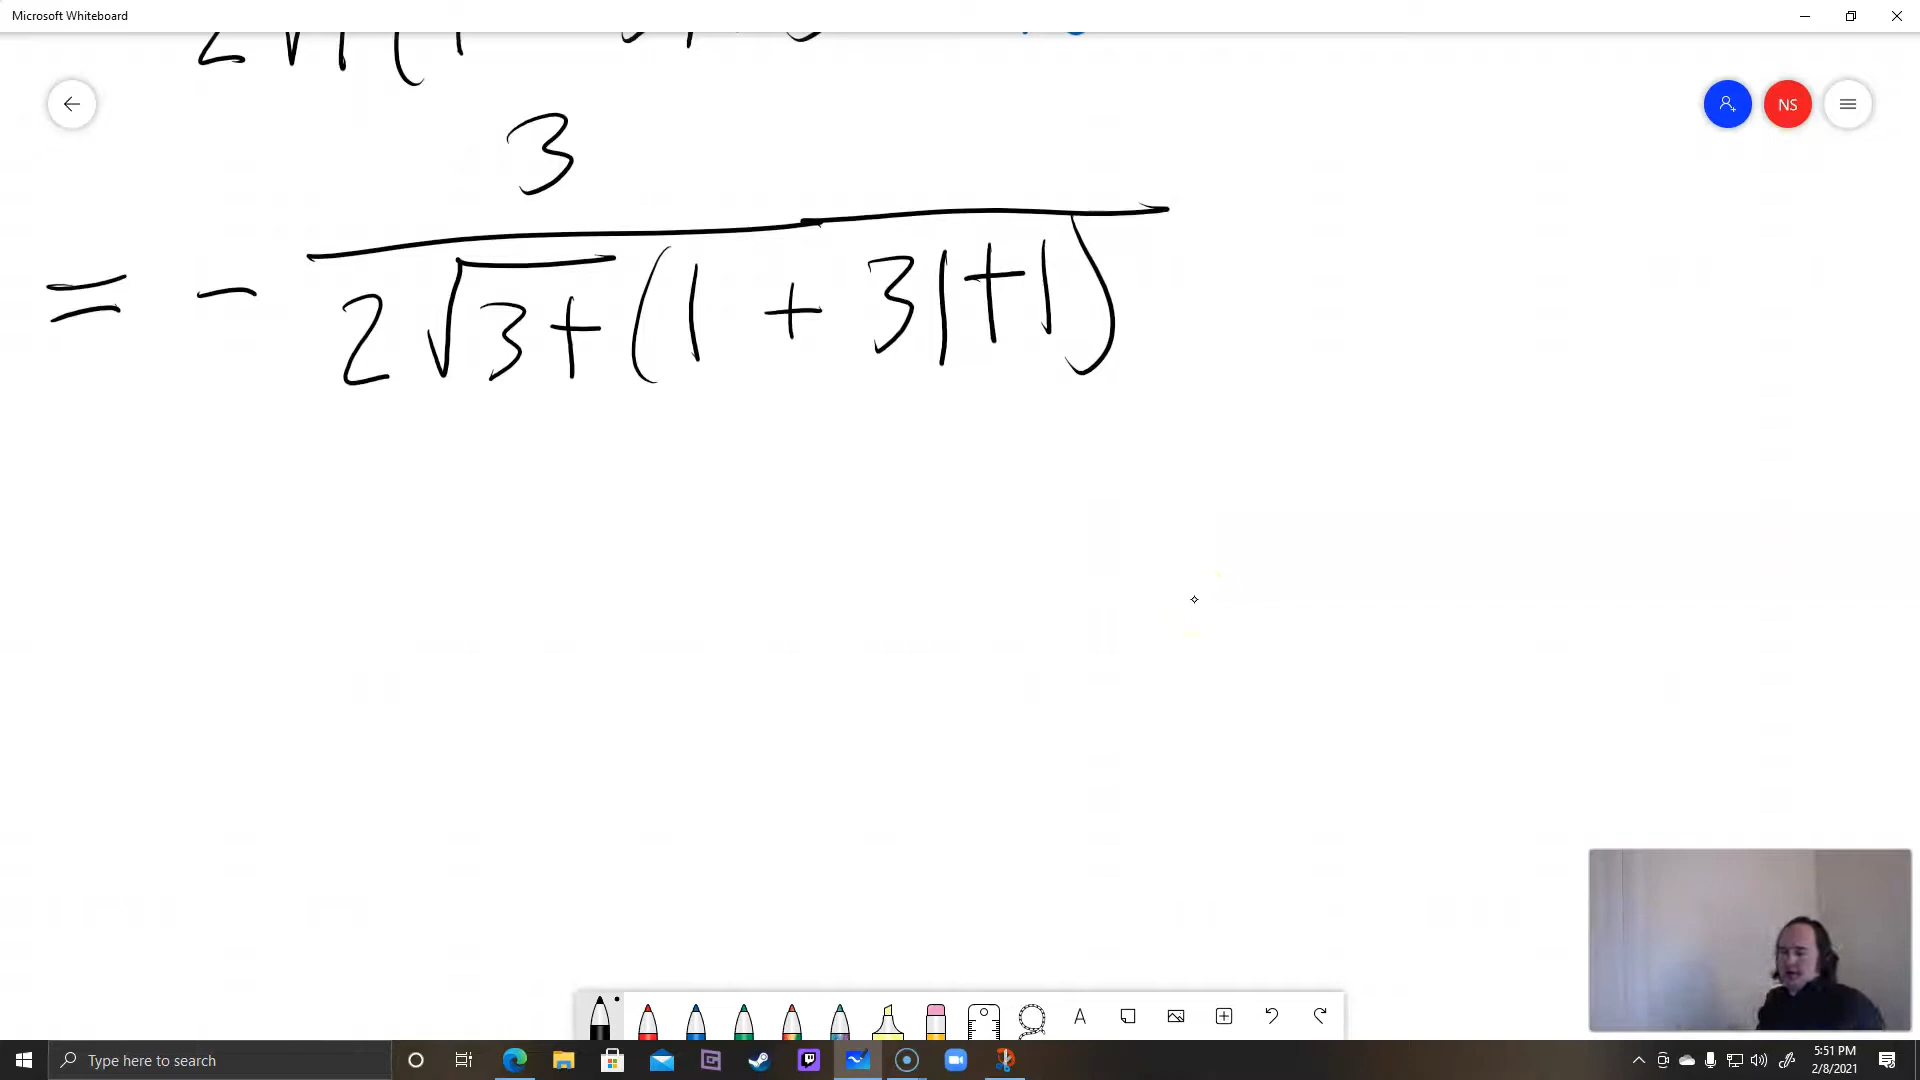 Microsoft Whiteboard
NS
3
= - 2√3t (1 + 3|t|)
A
Type here to search
5:51 PM
2/8/2021